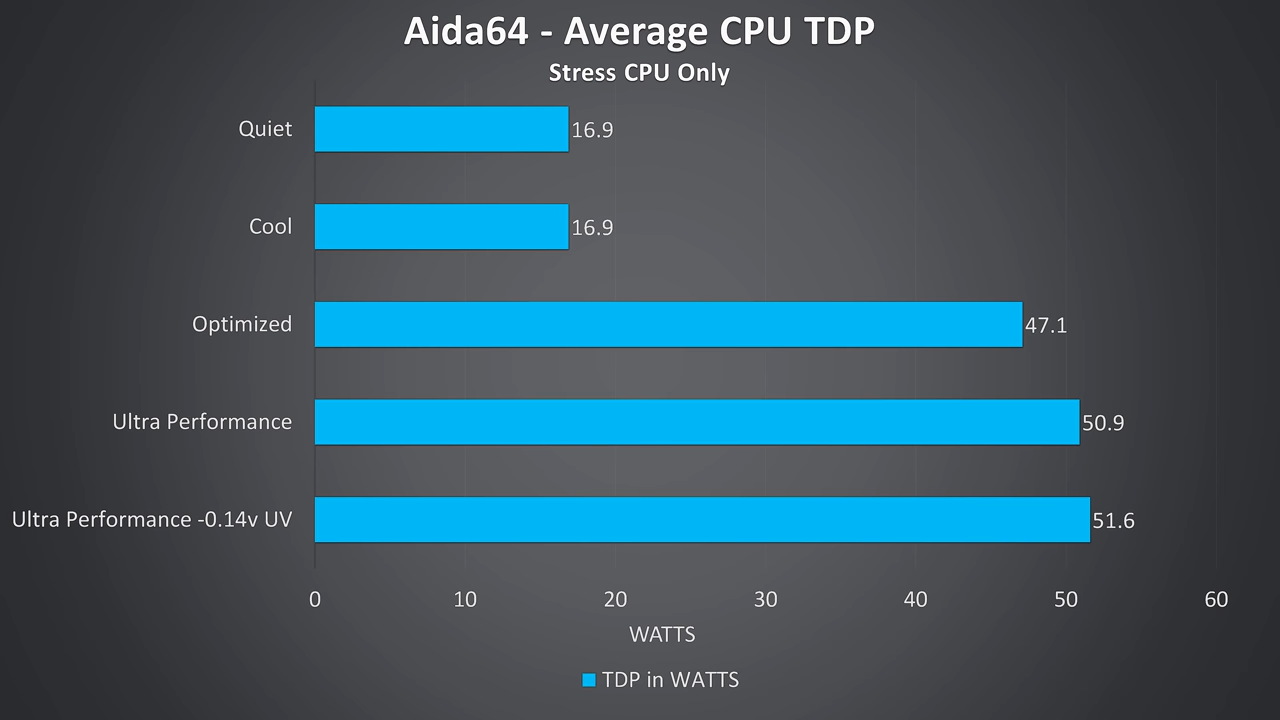 Aida64 - Average CPU TDP
Stress CPU Only
Quiet 16.9
Cool 16.9
Optimized 47.1
Ultra Performance 50.9
Ultra Performance -0.14v UV 51.6
0 10 20 30 40 50 60
WATTS
TDP in WATTS